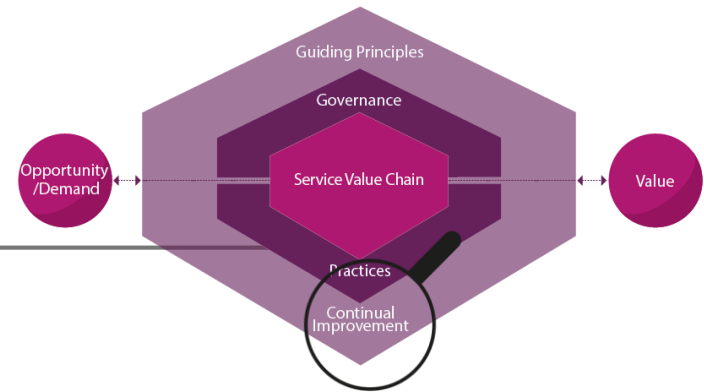 Guiding Principles
Governance
Opportunity
/Demand
Service Value Chain
Value
Practices
Continual
Improvement